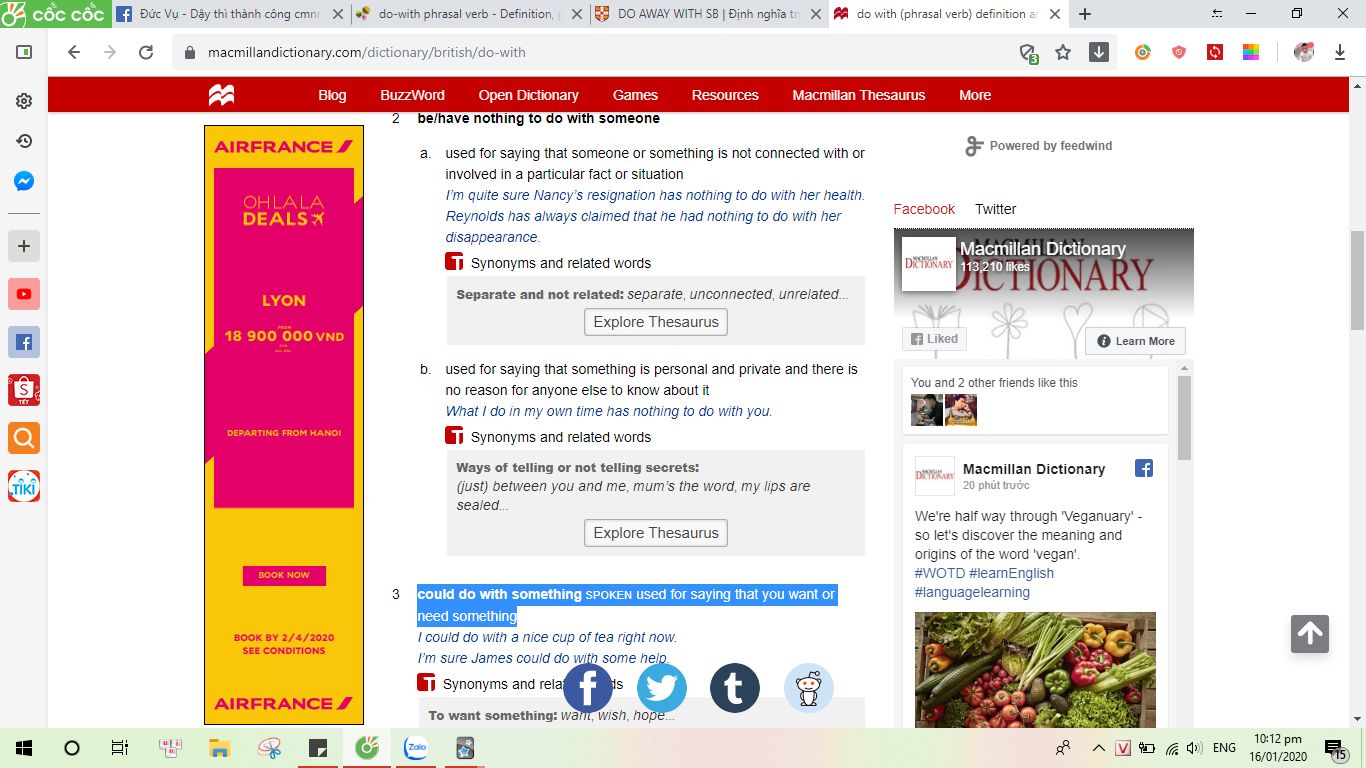 cốc cốc
Đức Vụ - Dậy thì thành công cmnr
do-with phrasal verb - Definition, p
DO AWAY WITH SB | Định nghĩa tr
do with (phrasal verb) definition ar
macmillandictionary.com/dictionary/british/do-with
3
Blog BuzzWord Open Dictionary Games Resources Macmillan Thesaurus More
AIRFRANCE
OH LA LA
DEALS
LYON
FROM
18 900 000 VND
DEPARTING FROM HANOI
BOOK NOW
BOOK BY 2/4/2020
SEE CONDITIONS
AIRFRANCE
2 be/have nothing to do with someone
a. used for saying that someone or something is not connected with or
involved in a particular fact or situation
I'm quite sure Nancy's resignation has nothing to do with her health.
Reynolds has always claimed that he had nothing to do with her
disappearance.
T Synonyms and related words
Separate and not related: separate, unconnected, unrelated...
Explore Thesaurus
b. used for saying that something is personal and private and there is
no reason for anyone else to know about it
What I do in my own time has nothing to do with you.
T Synonyms and related words
Ways of telling or not telling secrets:
(just) between you and me, mum's the word, my lips are
sealed...
Explore Thesaurus
3 could do with something SPOKEN used for saying that you want or
need something
I could do with a nice cup of tea right now.
I'm sure James could do with some help.
T Synonyms and related words
To want something: want, wish, hope...
Powered by feedwind
Facebook Twitter
MACMILLAN
DICTIONARY
DICTIONARY
Macmillan Dictionary
113,210 likes
Liked
Learn More
You and 2 other friends like this
DICTIONARY
Macmillan Dictionary
20 phút trước
We're half way through 'Veganuary' -
so let's discover the meaning and
origins of the word 'vegan'.
#WOTD #learnEnglish
#languagelearning
S
TẾT
TIKI
Zalo
V
ENG
10:12 pm
16/01/2020
15